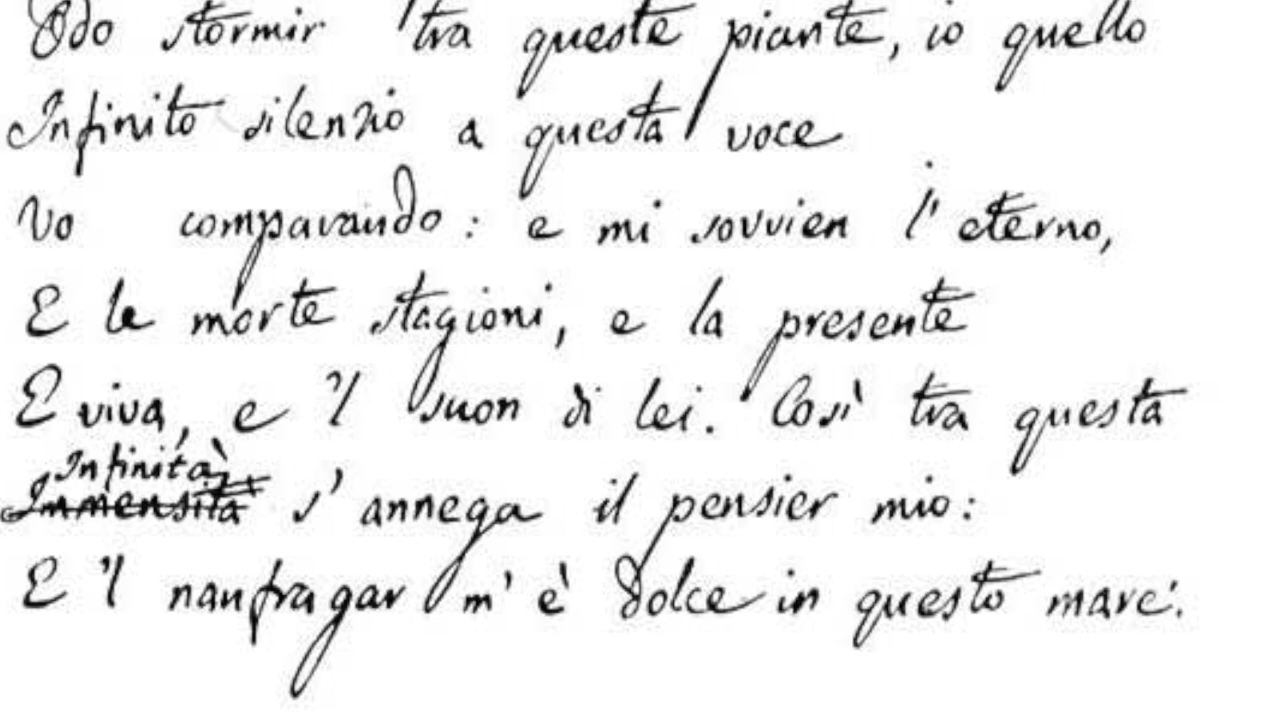 Odo stormir tra queste piante, io quello
Infinito silenzio a questa voce
Vo comparando: e mi sovvien l'eterno,
E le morte stagioni, e la presente
E viva, e 'l suon di lei. Così tra questa
Infinità
Immensità s'annega il pensier mio:
E 'l naufragar m'è dolce in questo mare.